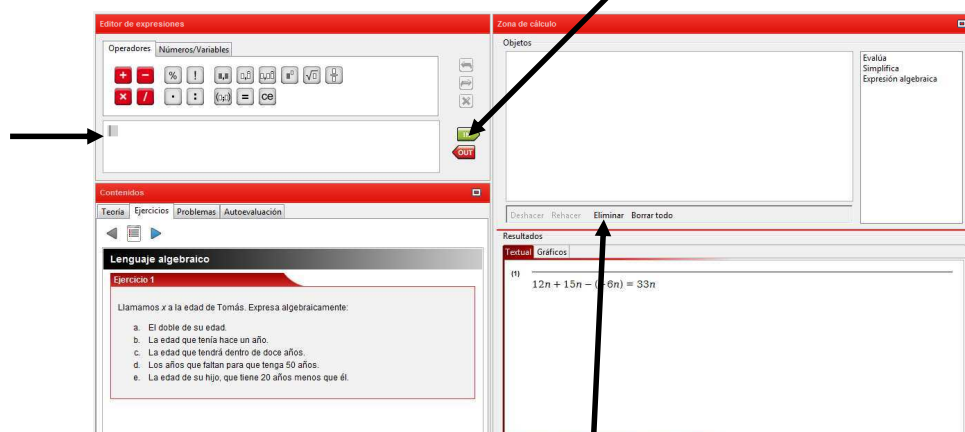 Editor de expresiones
Operadores Números/Variables
+ - % !
x / . : = ce
OUT
Contenidos
Teoría Ejercicios Problemas Autoevaluación
Lenguaje algebraico
Ejercicio 1
Llamamos x a la edad de Tomás. Expresa algebraicamente:
a. El doble de su edad.
b. La edad que tenía hace un año.
c. La edad que tendrá dentro de doce años.
d. Los años que faltan para que tenga 50 años.
e. La edad de su hijo, que tiene 20 años menos que él.
Zona de cálculo
Objetos
Evalúa
Simplifica
Expresión algebraica
Deshacer Rehacer Eliminar Borrar todo
Resultados
Textual Gráficos
(1)
12n + 15n − (−6n) = 33n